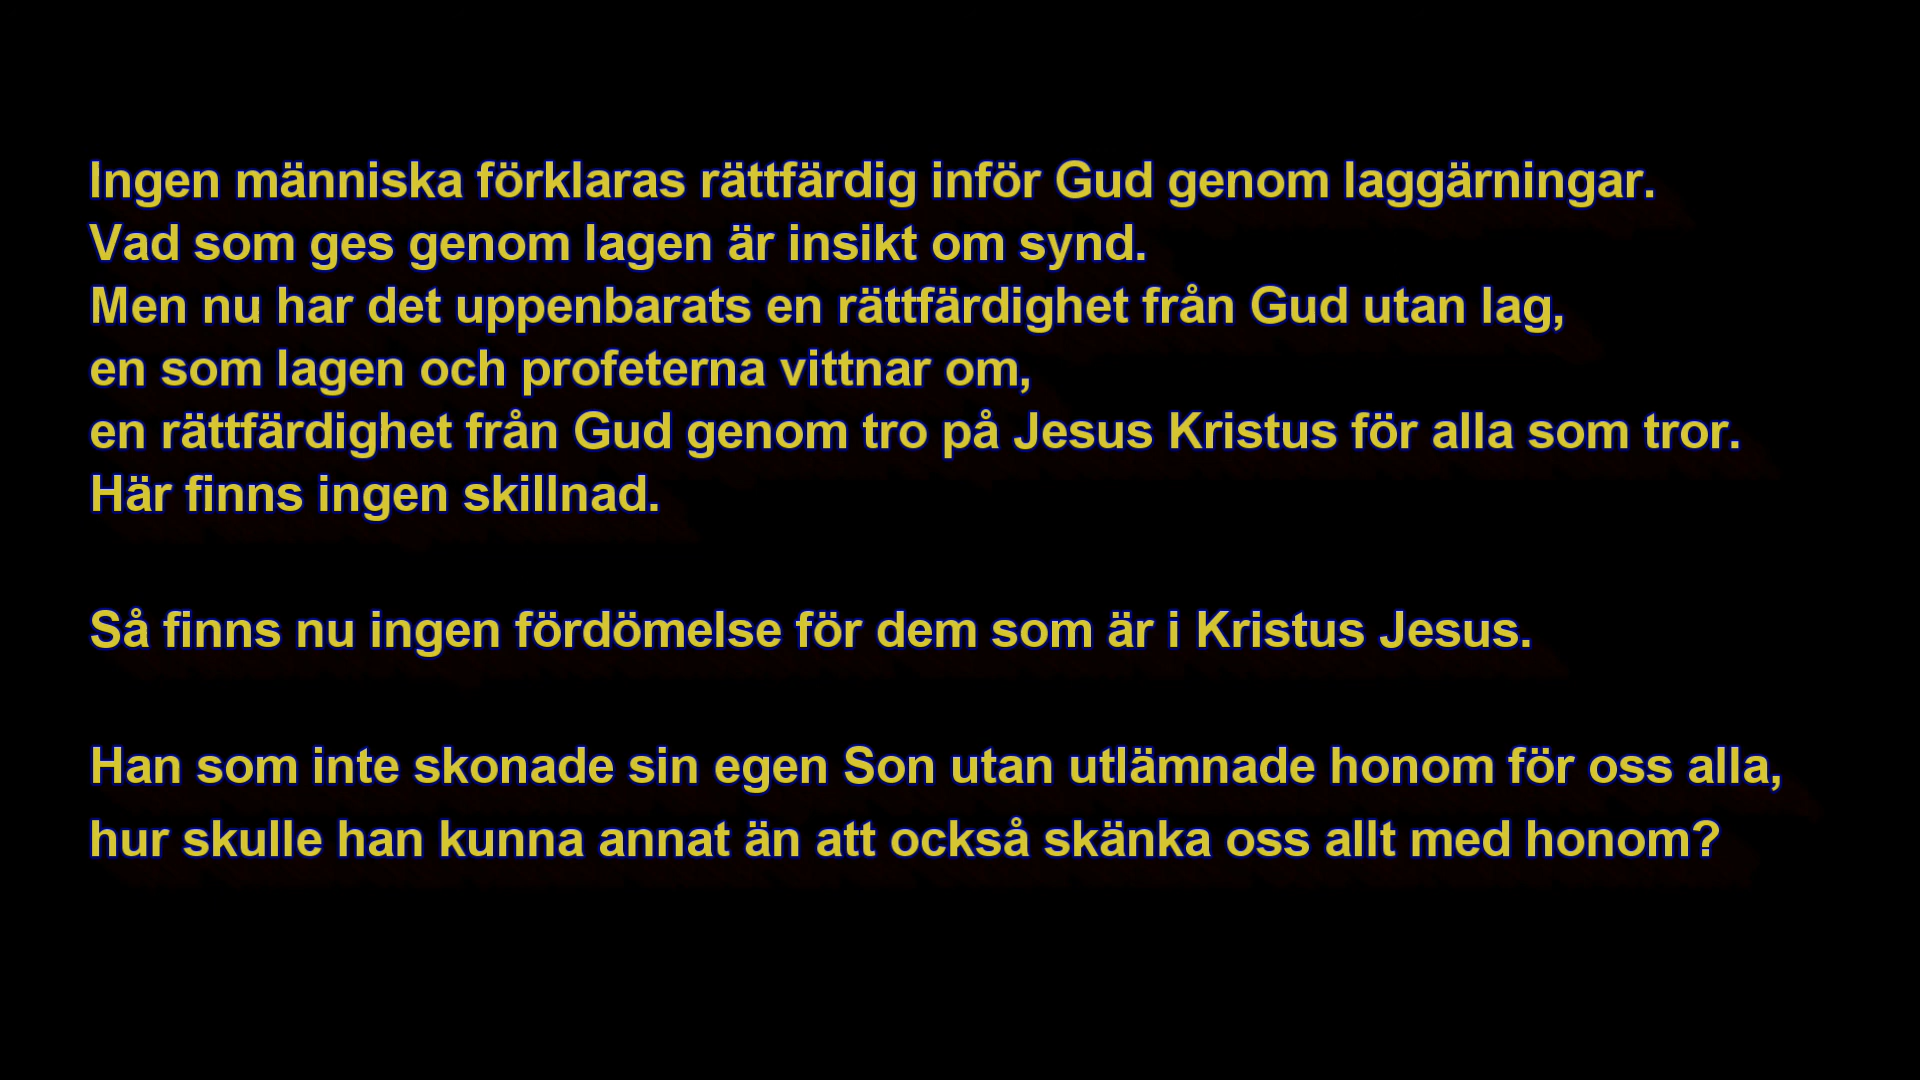 Ingen människa förklaras rättfärdig inför Gud genom laggärningar.
Vad som ges genom lagen är insikt om synd.
Men nu har det uppenbarats en rättfärdighet från Gud utan lag,
en som lagen och profeterna vittnar om,
en rättfärdighet från Gud genom tro på Jesus Kristus för alla som tror.
Här finns ingen skillnad.
Så finns nu ingen fördömelse för dem som är i Kristus Jesus.
Han som inte skonade sin egen Son utan utlämnade honom för oss alla,
hur skulle han kunna annat än att också skänka oss allt med honom?